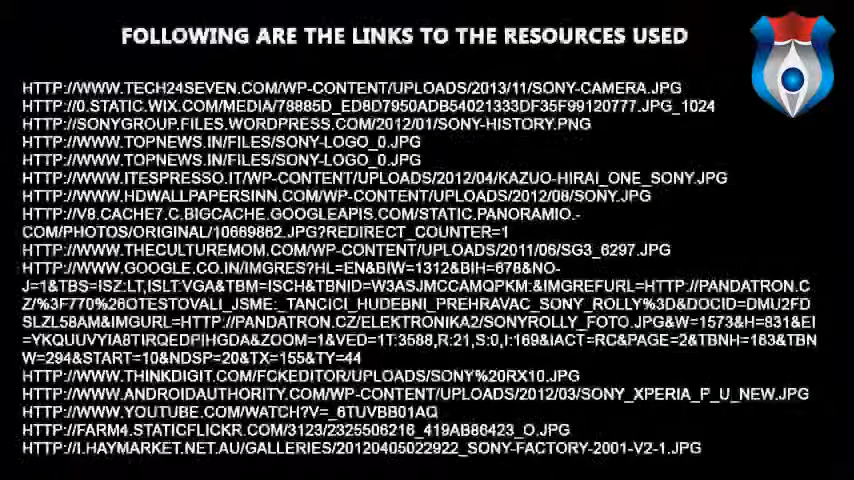 FOLLOWING ARE THE LINKS TO THE RESOURCES USED
HTTP://WWW.TECH24SEVEN.COM/WP-CONTENT/UPLOADS/2013/11/SONY-CAMERA.JPG
HTTP://0.STATIC.WIX.COM/MEDIA/78885D_ED8D7950ADB54021333DF35F99120777.JPG_1024
HTTP://SONYGROUP.FILES.WORDPRESS.COM/2012/01/SONY-HISTORY.PNG
HTTP://WWW.TOPNEWS.IN/FILES/SONY-LOGO_0.JPG
HTTP://WWW.TOPNEWS.IN/FILES/SONY-LOGO_0.JPG
HTTP://WWW.ITESPRESSO.IT/WP-CONTENT/UPLOADS/2012/04/KAZUO-HIRAI_ONE_SONY.JPG
HTTP://WWW.HDWALLPAPERSINN.COM/WP-CONTENT/UPLOADS/2012/08/SONY.JPG
HTTP://V8.CACHE7.C.BIGCACHE.GOOGLEAPIS.COM/STATIC.PANORAMIO.-
COM/PHOTOS/ORIGINAL/10669862.JPG?REDIRECT_COUNTER=1
HTTP://WWW.THECULTUREMOM.COM/WP-CONTENT/UPLOADS/2011/06/SG3_6297.JPG
HTTP://WWW.GOOGLE.CO.IN/IMGRES?HL=EN&BIW=1312&BIH=678&NO-
J=1&TBS=ISZ:LT,ISLT:VGA&TBM=ISCH&TBNID=W3ASJMCCAMQPKM:&IMGREFURL=HTTP://PANDATRON.C
Z/%3F770%26OTESTOVALI_JSME:_TANCICI_HUDEBNI_PREHRAVAC_SONY_ROLLY%3D&DOCID=DMU2FD
SLZL58AM&IMGURL=HTTP://PANDATRON.CZ/ELEKTRONIKA2/SONYROLLY_FOTO.JPG&W=1573&H=831&EI
=YKQUUVYIA8TIRQEDPIHGDA&ZOOM=1&VED=1T:3588,R:21,S:0,I:169&IACT=RC&PAGE=2&TBNH=163&TBN
W=294&START=10&NDSP=20&TX=155&TY=44
HTTP://WWW.THINKDIGIT.COM/FCKEDITOR/UPLOADS/SONY%20RX10.JPG
HTTP://WWW.ANDROIDAUTHORITY.COM/WP-CONTENT/UPLOADS/2012/03/SONY_XPERIA_P_U_NEW.JPG
HTTP://WWW.YOUTUBE.COM/WATCH?V=_6TUVBB01AQ
HTTP://FARM4.STATICFLICKR.COM/3123/2325506216_419AB86423_O.JPG
HTTP://I.HAYMARKET.NET.AU/GALLERIES/20120405022922_SONY-FACTORY-2001-V2-1.JPG